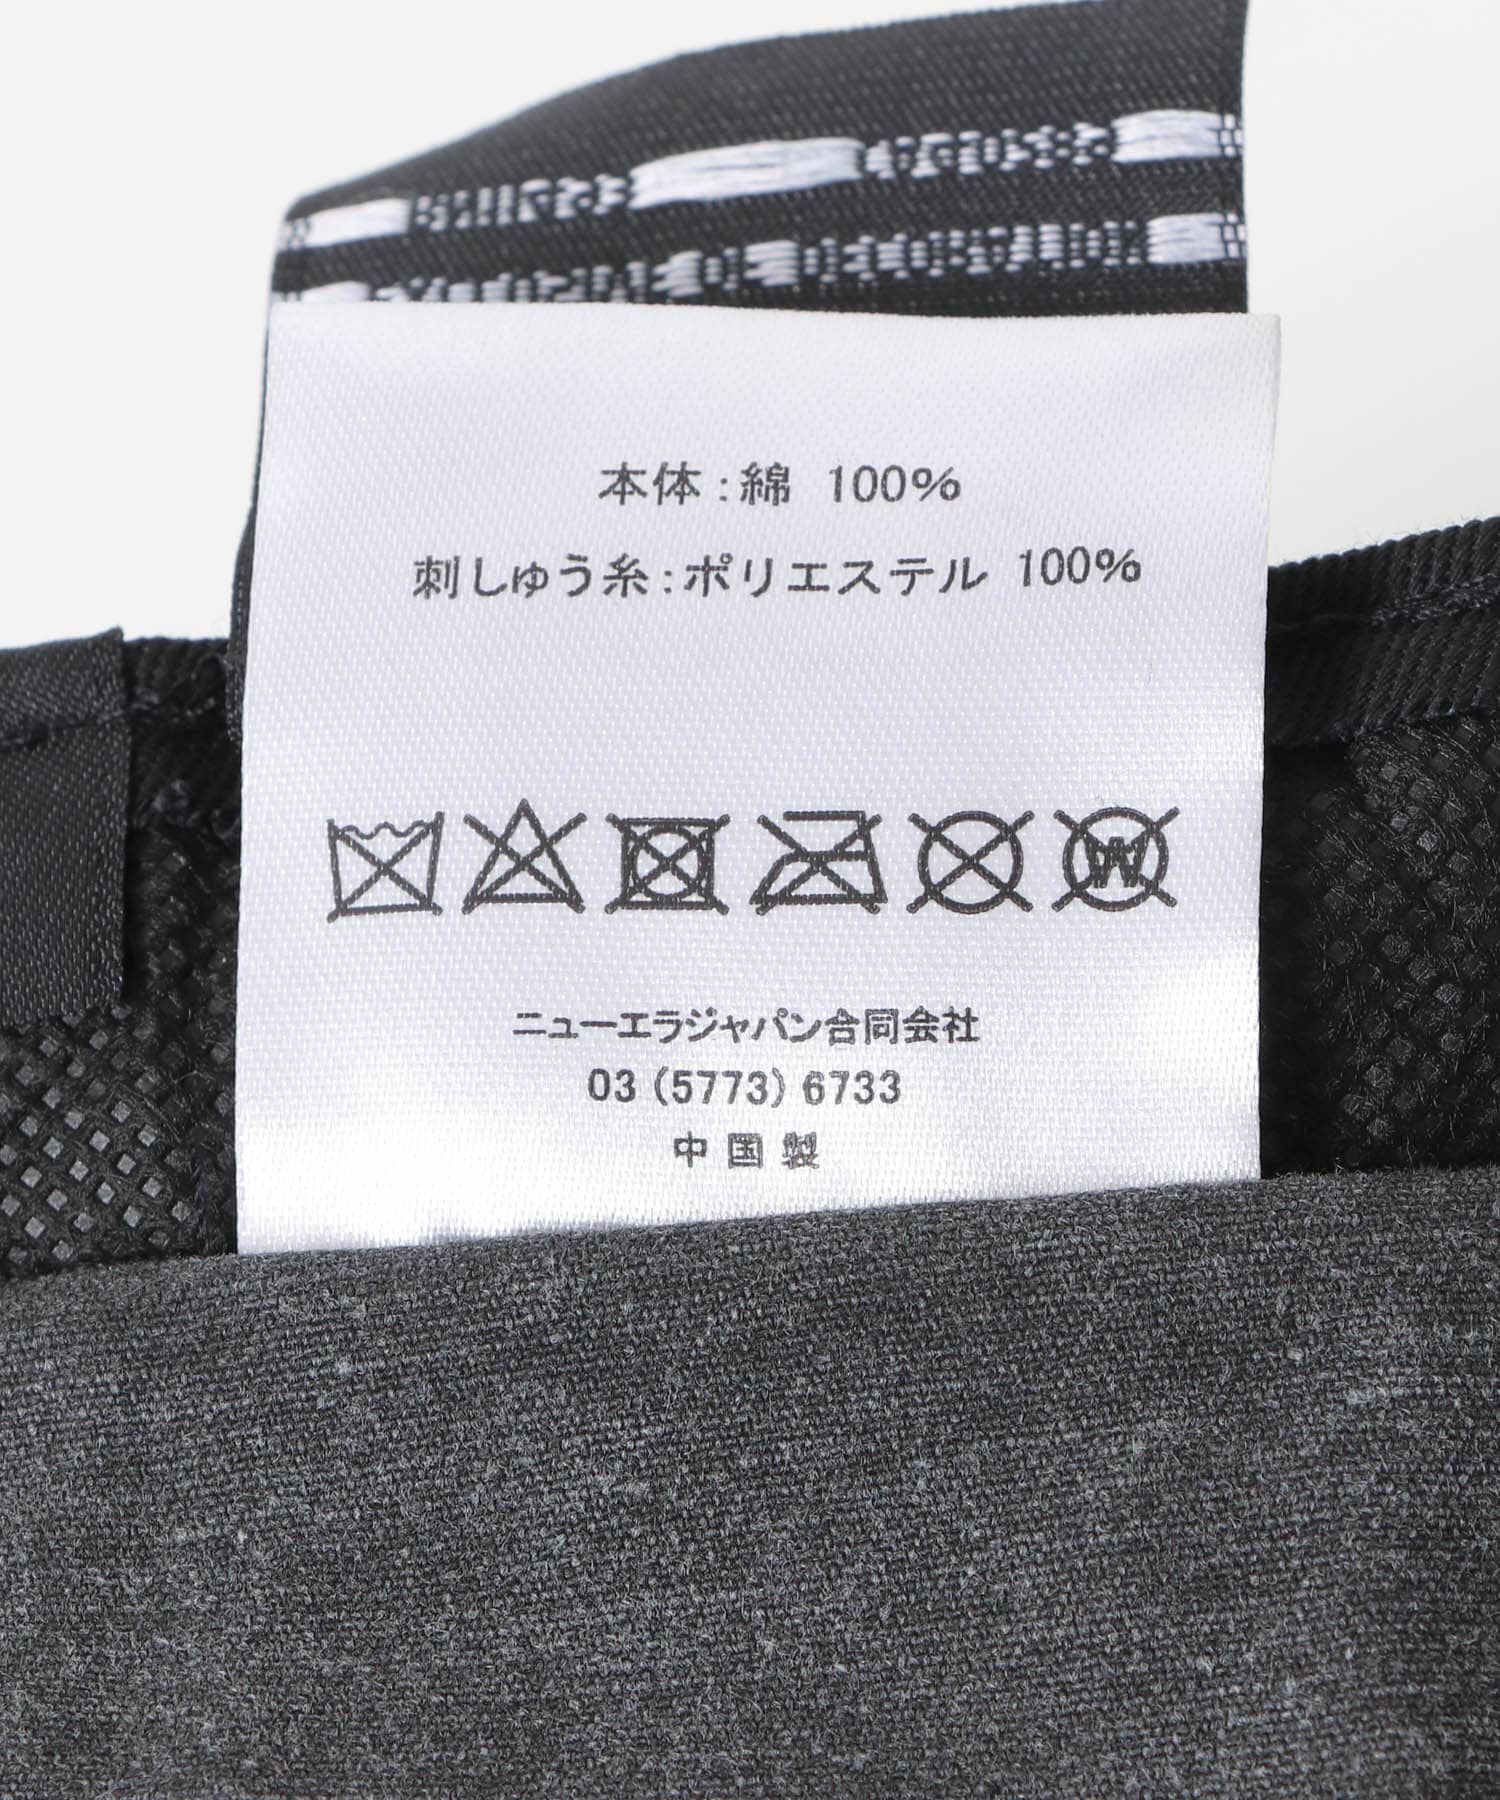 本体:綿 100%
刺しゅう糸:ポリエステル 100%
W
ニューエラジャパン合同会社
03 (5773) 6733
中国製